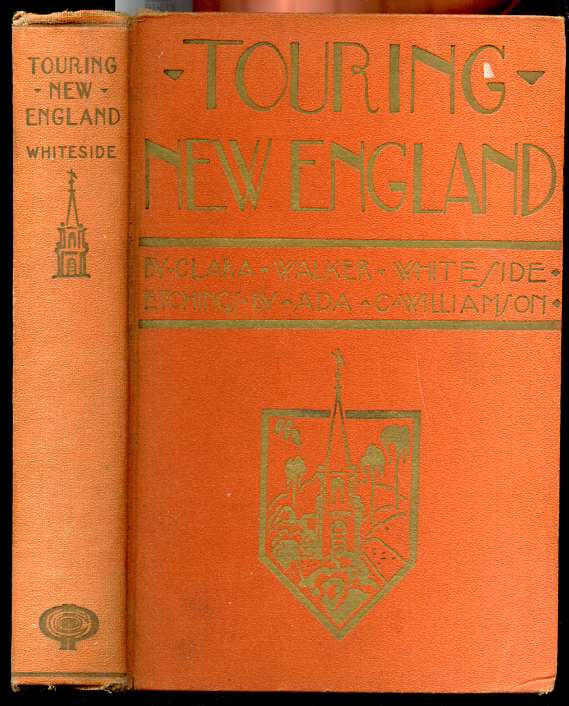 TOURING
- NEW -
ENGLAND
WHITESIDE
TOURING
NEW ENGLAND
BY · CLARA · WALKER · WHITESIDE ·
ETCHINGS · BY · ADA · C · WILLIAMSON ·